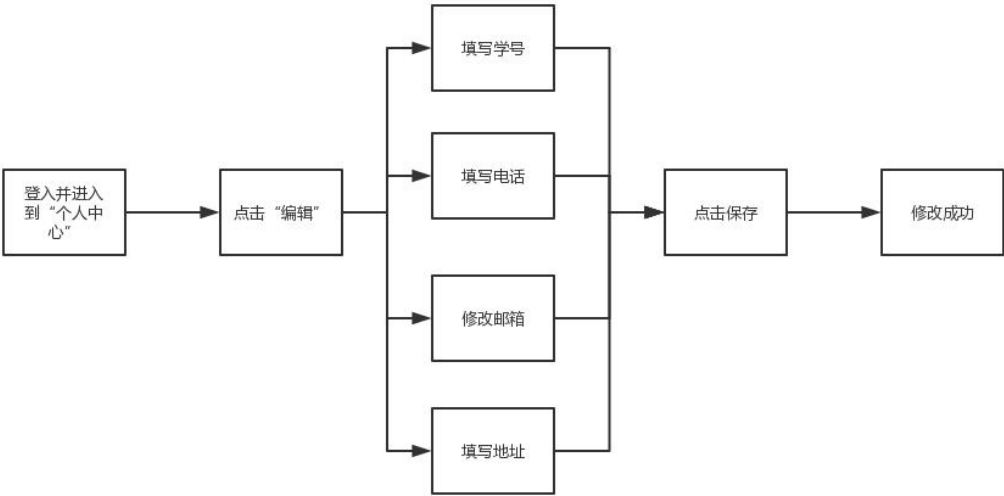 登入并进入
到“个人中
心”
点击“编辑”
填写学号
填写电话
修改邮箱
填写地址
点击保存
修改成功